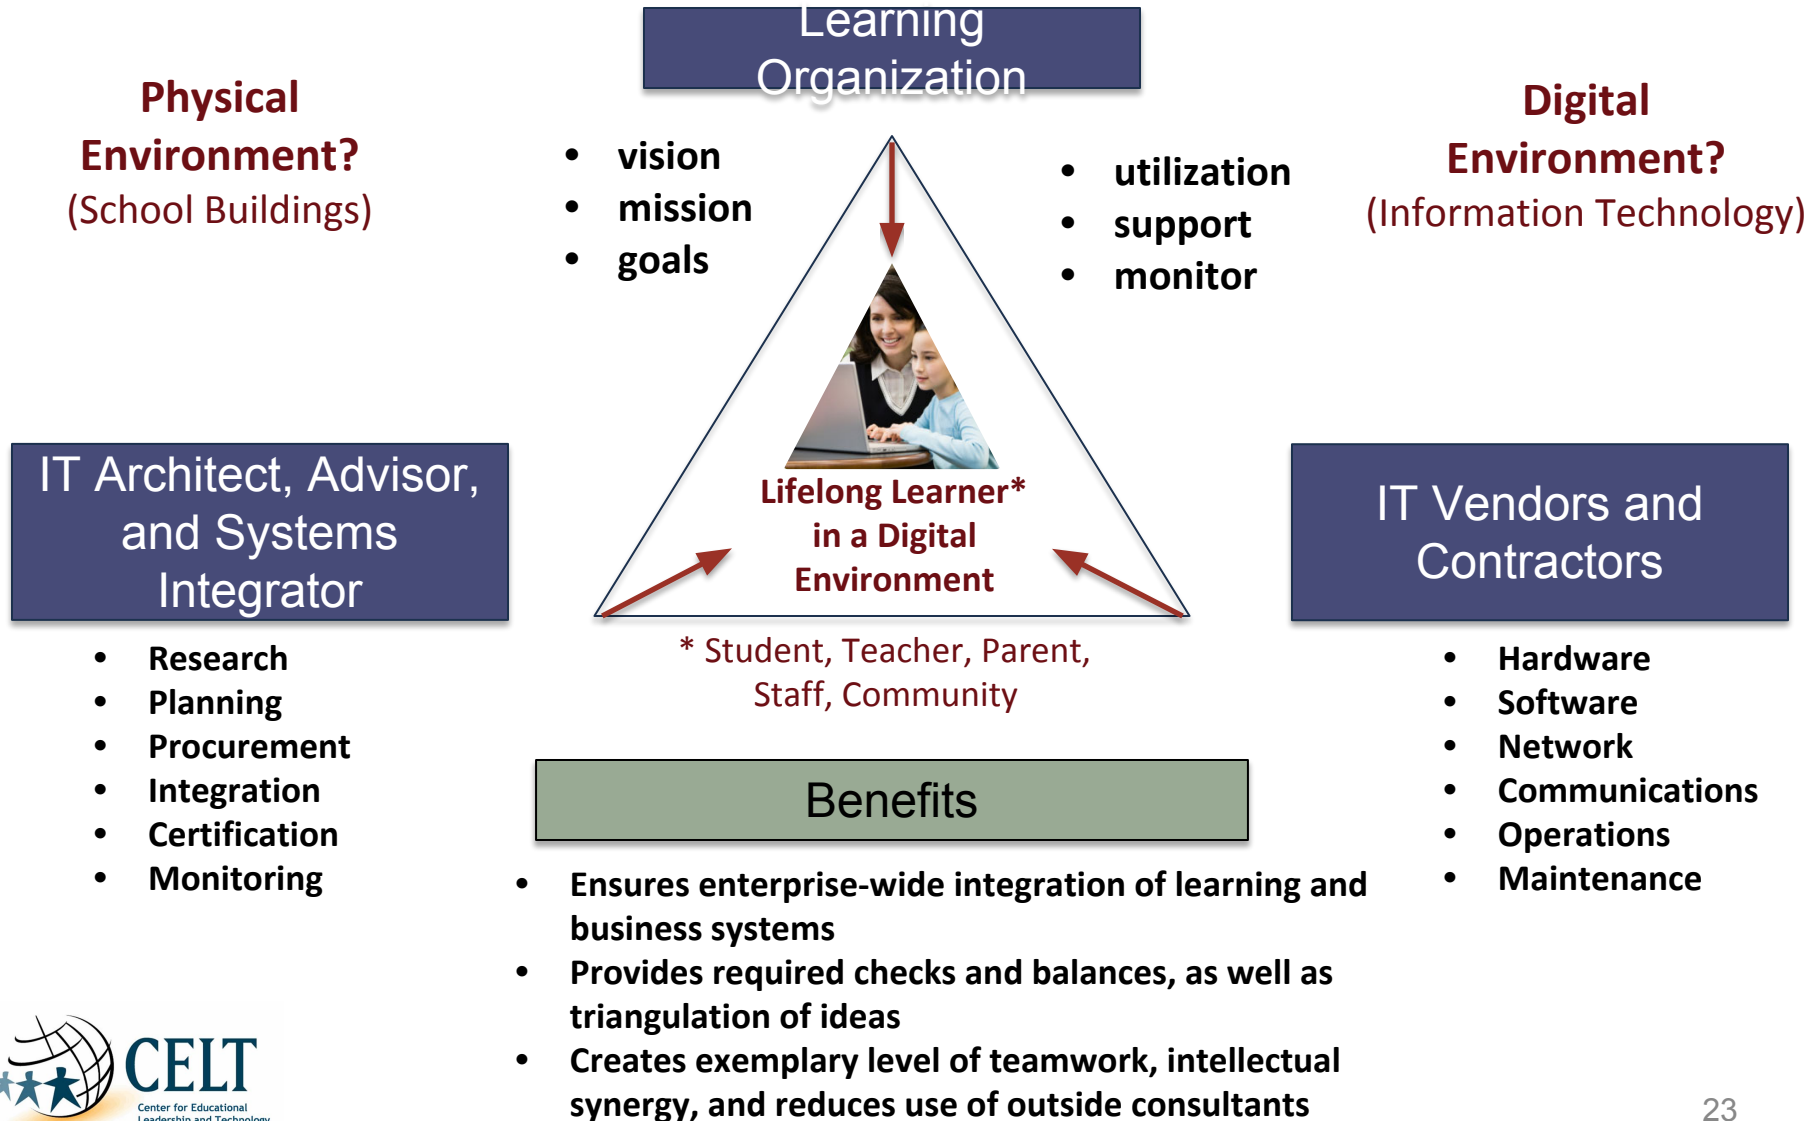 Learning
Organization
Physical
Environment?
(School Buildings)
• vision
• mission
• goals
• utilization
• support
• monitor
Digital
Environment?
(Information Technology)
IT Architect, Advisor,
and Systems
Integrator
• Research
• Planning
• Procurement
• Integration
• Certification
• Monitoring
Lifelong Learner*
in a Digital
Environment
* Student, Teacher, Parent,
Staff, Community
IT Vendors and
Contractors
• Hardware
• Software
• Network
• Communications
• Operations
• Maintenance
Benefits
• Ensures enterprise-wide integration of learning and
business systems
• Provides required checks and balances, as well as
triangulation of ideas
• Creates exemplary level of teamwork, intellectual
synergy, and reduces use of outside consultants
CELT
Center for Educational
Leadership and Technology
23